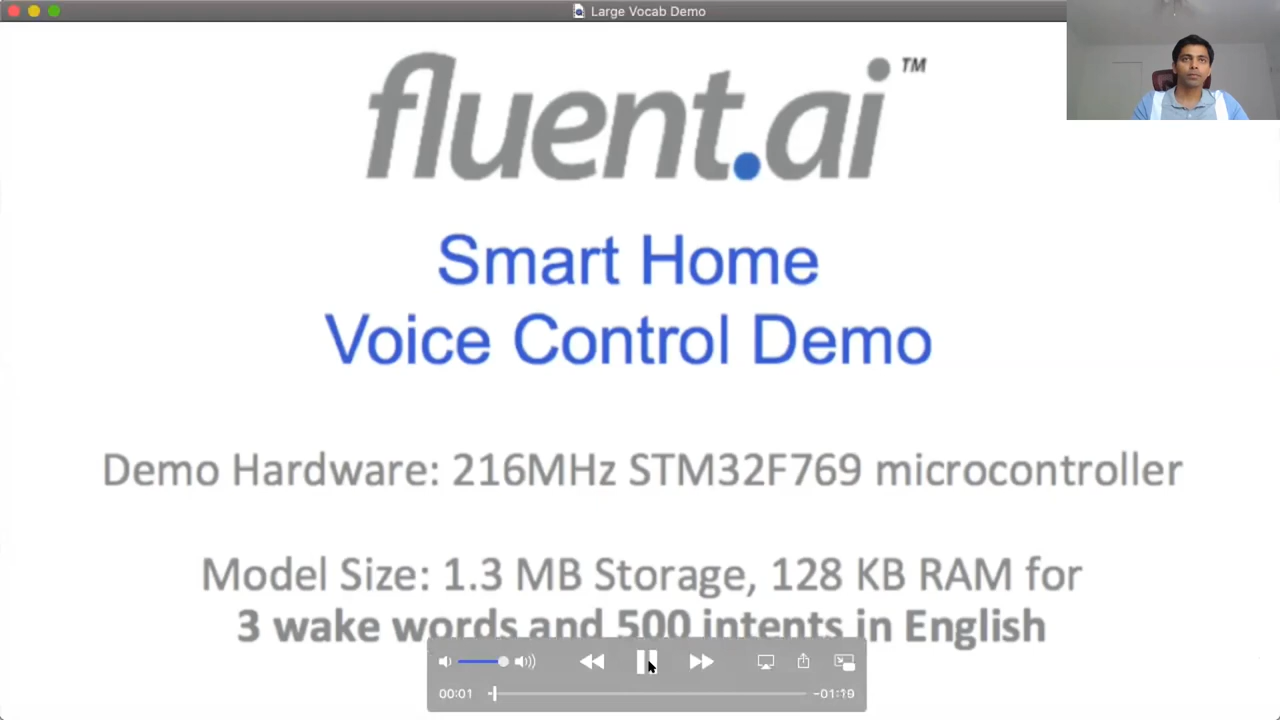 Large Vocab Demo
fluent.ai™
Smart Home
Voice Control Demo
Demo Hardware: 216MHz STM32F769 microcontroller
Model Size: 1.3 MB Storage, 128 KB RAM for
3 wake words and 500 intents in English
00:01
-01:19